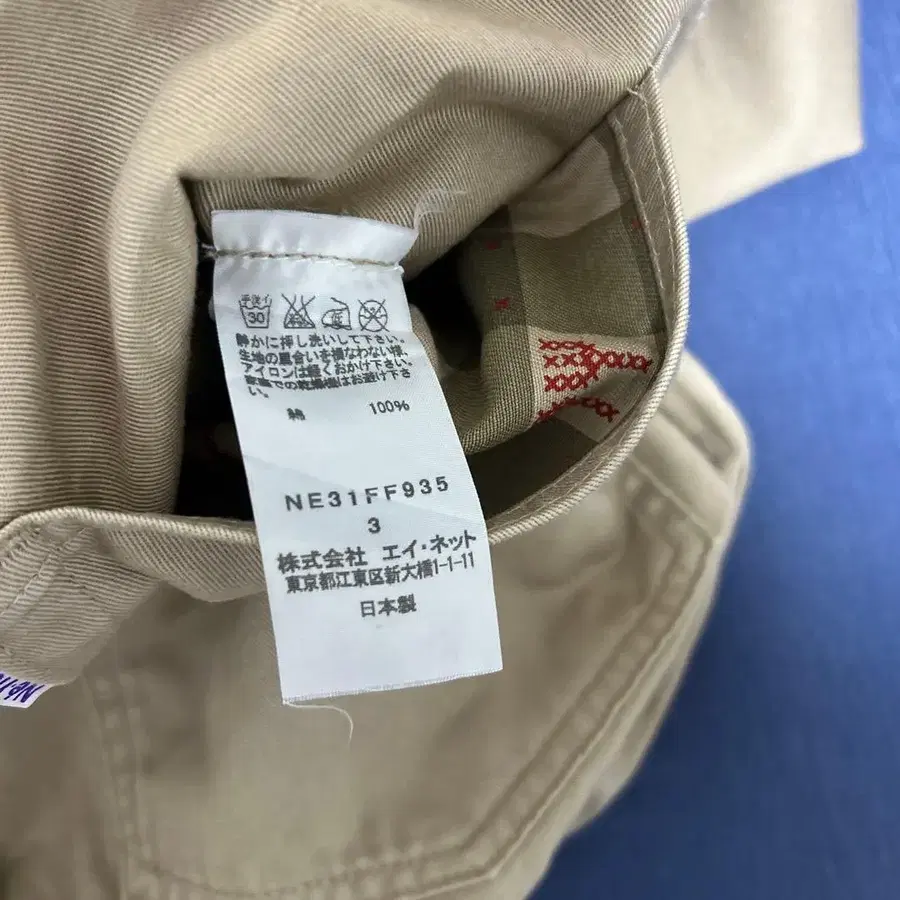 手洗イ
30
静かに押し洗いして下さい。
生地の風合いを損なわない様、
アイロンは軽くおかけ下さい。
家庭での乾燥機はお避け下さ
い。
綿 100%
NE31FF935
3
株式会社 エイ・ネット
東京都江東区新大橋1-1-11
日本製